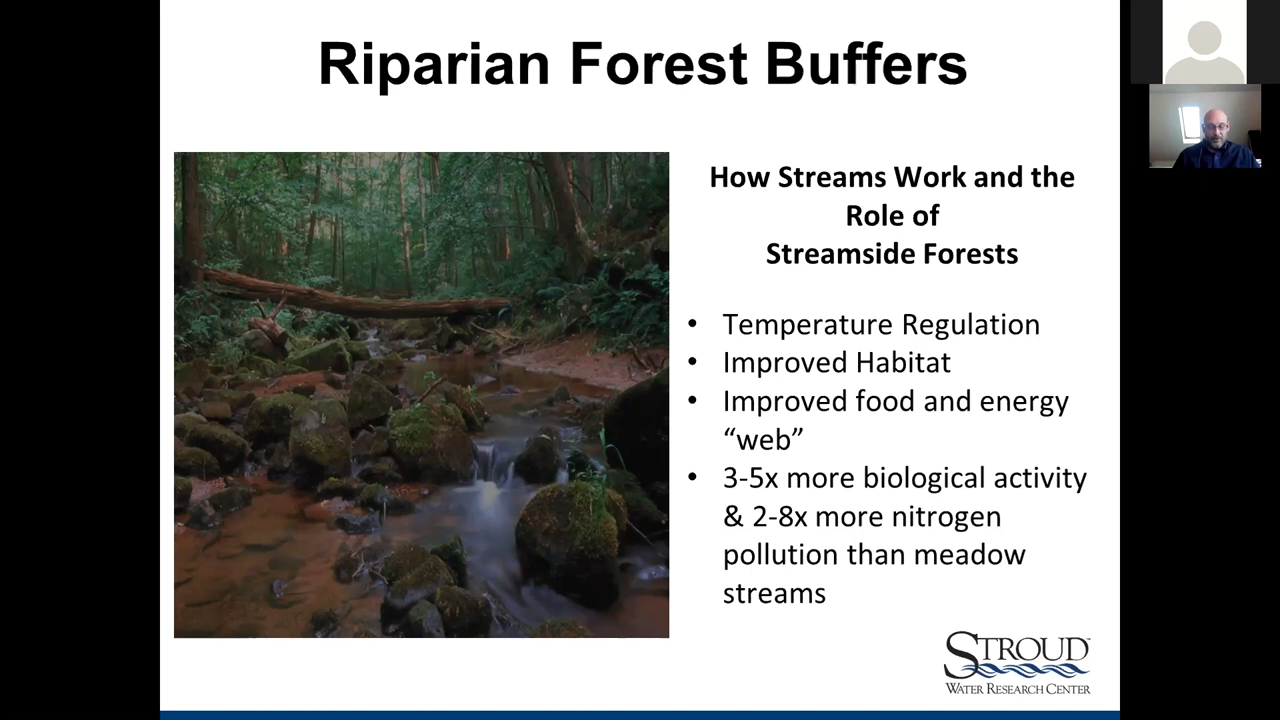 Riparian Forest Buffers
How Streams Work and the
Role of
Streamside Forests
• Temperature Regulation
• Improved Habitat
• Improved food and energy
“web”
• 3-5x more biological activity
& 2-8x more nitrogen
pollution than meadow
streams
STROUD™
WATER RESEARCH CENTER